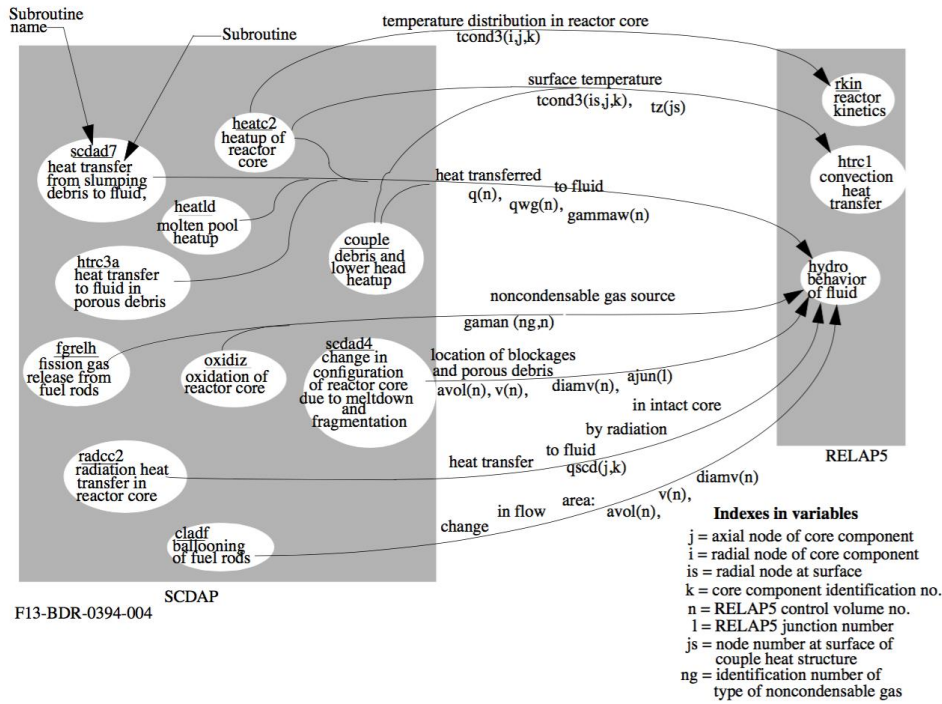 Subroutine
name
Subroutine
temperature distribution in reactor core
tcond3(i,j,k)
surface temperature
tcond3(is,j,k), tz(js)
rkin
reactor
kinetics
heatc2
heatup of
reactor
core
scdad7
heat transfer
from slumping
debris to fluid,
htrc1
convection
heat
transfer
heat transferred to fluid
q(n), qwg(n), gammaw(n)
heatld
molten pool
heatup
couple
debris and
lower head
heatup
htrc3a
heat transfer
to fluid in
porous debris
hydro
behavior
of fluid
noncondensable gas source
gaman (ng,n)
fgrelh
fission gas
release from
fuel rods
oxidiz
oxidation of
reactor core
scdad4
change in
configuration
of reactor core
due to meltdown
and
fragmentation
location of blockages
and porous debris
avol(n), v(n), diamv(n), ajun(l)
heat transfer to fluid by radiation in intact core
qscd(j,k)
radcc2
radiation heat
transfer in
reactor core
change in flow area: avol(n), v(n), diamv(n)
cladf
ballooning
of fuel rods
SCDAP
RELAP5
F13-BDR-0394-004
Indexes in variables
j = axial node of core component
i = radial node of core component
is = radial node at surface
k = core component identification no.
n = RELAP5 control volume no.
l = RELAP5 junction number
js = node number at surface of
couple heat structure
ng = identification number of
type of noncondensable gas